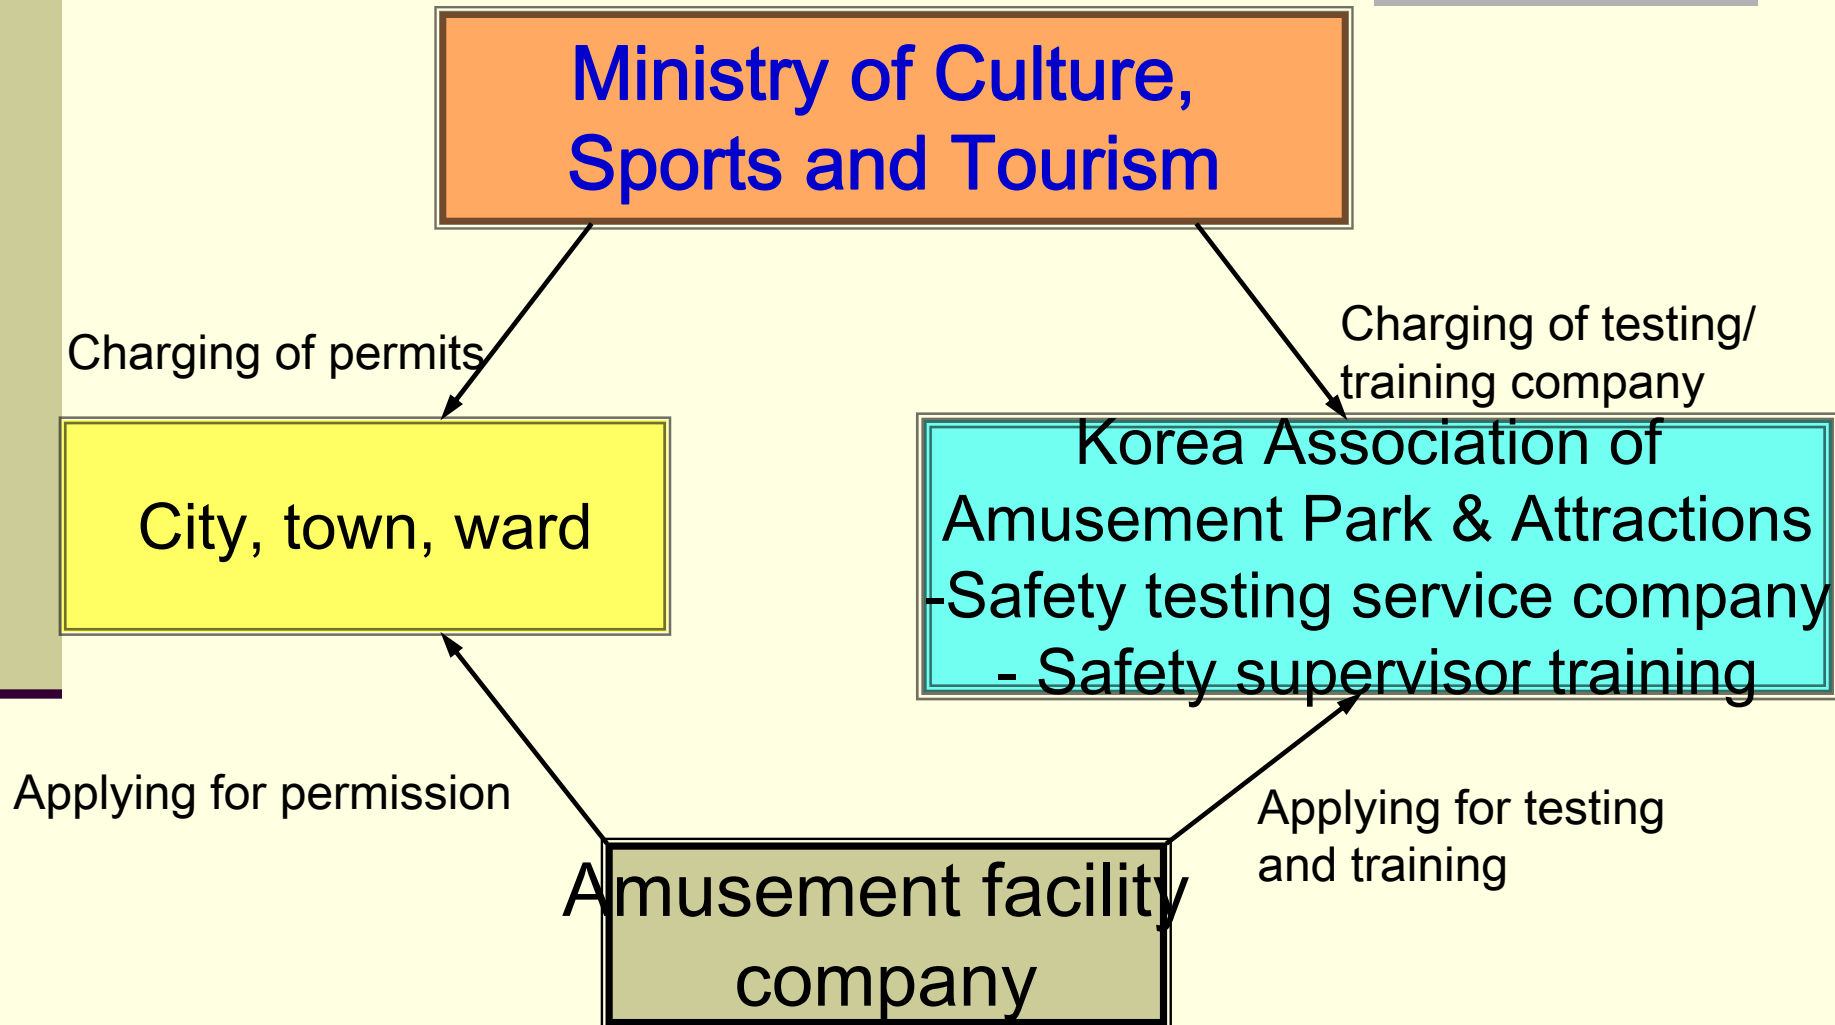 Ministry of Culture,
Sports and Tourism
Charging of permits
Charging of testing/
training company
City, town, ward
Korea Association of
Amusement Park & Attractions
-Safety testing service company
- Safety supervisor training
Applying for permission
Applying for testing
and training
Amusement facility
company